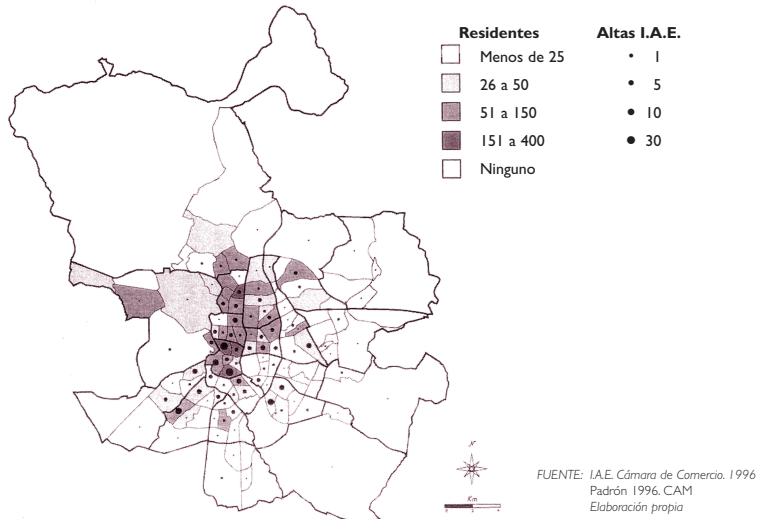 Residentes
Altas I.A.E.
Menos de 25
1
26 a 50
5
51 a 150
10
151 a 400
30
Ninguno
N
Km
FUENTE: I.A.E. Cámara de Comercio. 1996
Padrón 1996. CAM
Elaboración propia